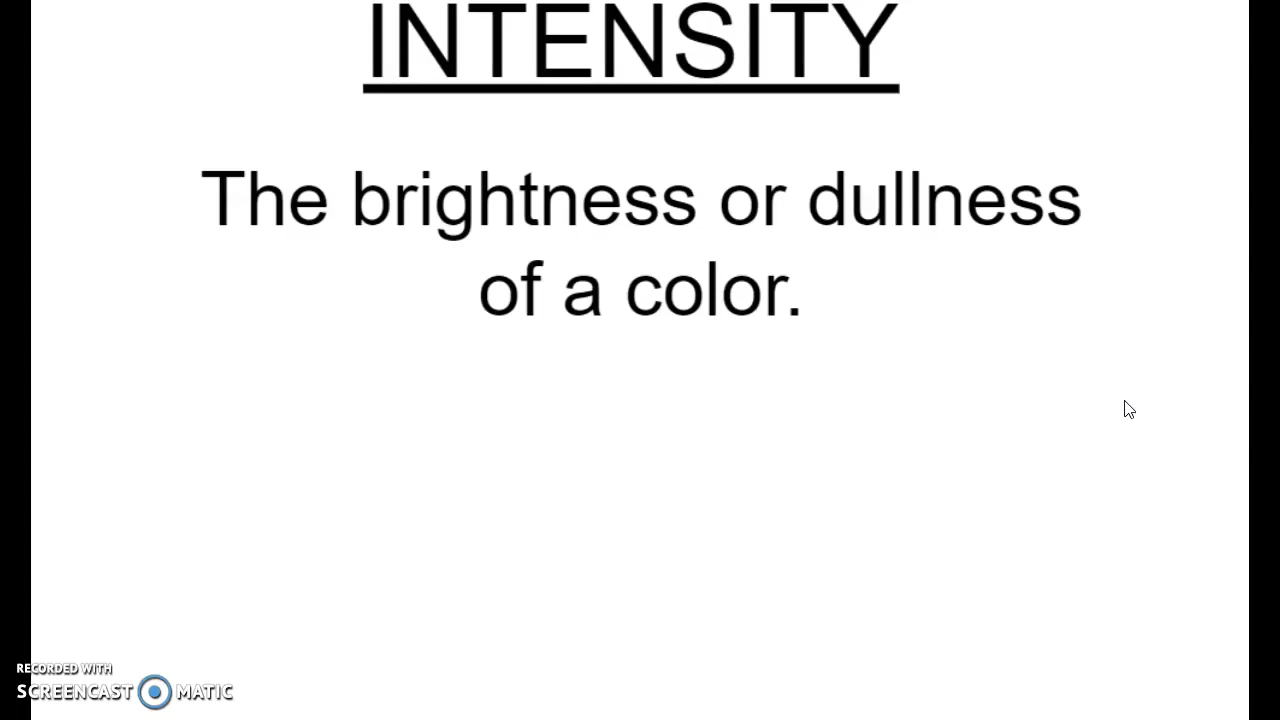 INTENSITY
The brightness or dullness
of a color.
RECORDED WITH
SCREENCAST MATIC